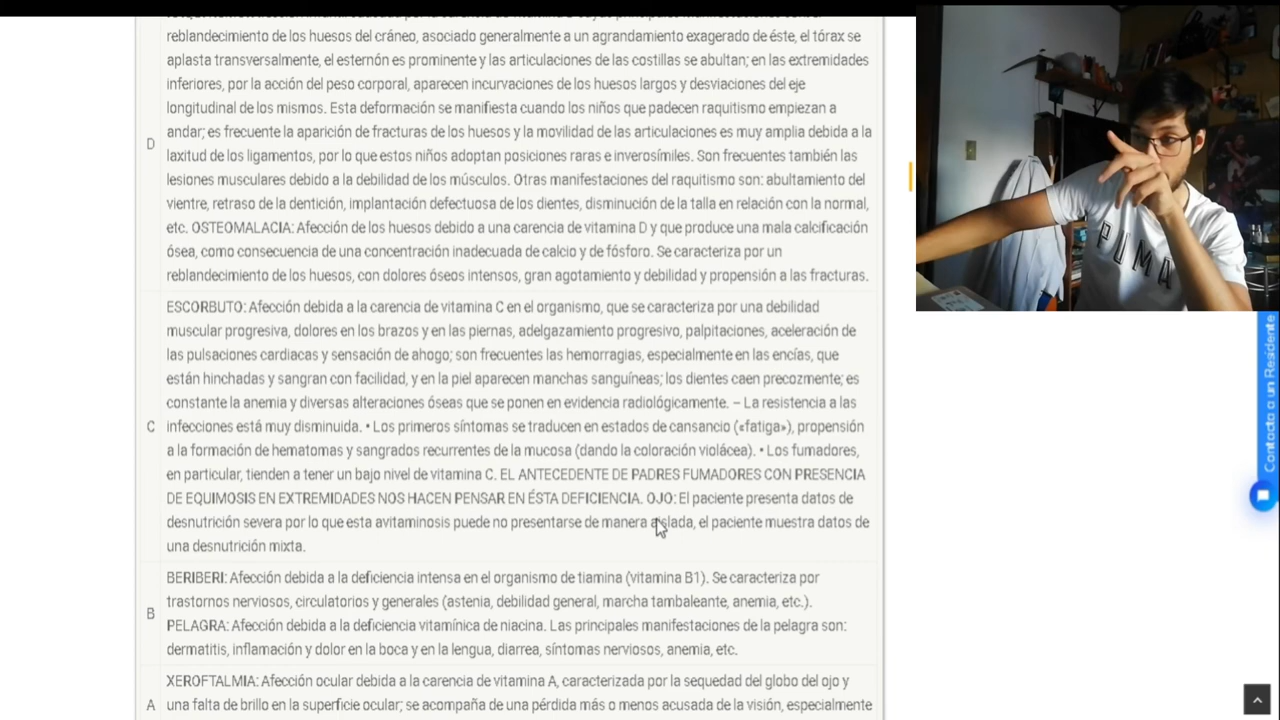 reblandecimiento de los huesos del cráneo, asociado generalmente a un agrandamiento exagerado de éste, el tórax se
aplasta transversalmente, el esternón es prominente y las articulaciones de las costillas se abultan; en las extremidades
inferiores, por la acción del peso corporal, aparecen incurvaciones de los huesos largos y desviaciones del eje
longitudinal de los mismos. Esta deformación se manifiesta cuando los niños que padecen raquitismo empiezan a
andar; es frecuente la aparición de fracturas de los huesos y la movilidad de las articulaciones es muy amplia debida a la
D
laxitud de los ligamentos, por lo que estos niños adoptan posiciones raras e inverosímiles. Son frecuentes también las
lesiones musculares debido a la debilidad de los músculos. Otras manifestaciones del raquitismo son: abultamiento del
vientre, retraso de la dentición, implantación defectuosa de los dientes, disminución de la talla en relación con la normal,
etc. OSTEOMALACIA: Afección de los huesos debido a una carencia de vitamina D y que produce una mala calcificación
ósea, como consecuencia de una concentración inadecuada de calcio y de fósforo. Se caracteriza por un
reblandecimiento de los huesos, con dolores óseos intensos, gran agotamiento y debilidad y propensión a las fracturas.
ESCORBUTO: Afección debida a la carencia de vitamina C en el organismo, que se caracteriza por una debilidad
muscular progresiva, dolores en los brazos y en las piernas, adelgazamiento progresivo, palpitaciones, aceleración de
las pulsaciones cardiacas y sensación de ahogo; son frecuentes las hemorragias, especialmente en las encías, que
están hinchadas y sangran con facilidad, y en la piel aparecen manchas sanguíneas; los dientes caen precozmente; es
constante la anemia y diversas alteraciones óseas que se ponen en evidencia radiológicamente. – La resistencia a las
C
infecciones está muy disminuida. • Los primeros síntomas se traducen en estados de cansancio («fatiga»), propensión
a la formación de hematomas y sangrados recurrentes de la mucosa (dando la coloración violácea). • Los fumadores,
en particular, tienden a tener un bajo nivel de vitamina C. EL ANTECEDENTE DE PADRES FUMADORES CON PRESENCIA
DE EQUIMOSIS EN EXTREMIDADES NOS HACEN PENSAR EN ÉSTA DEFICIENCIA. OJO: El paciente presenta datos de
desnutrición severa por lo que esta avitaminosis puede no presentarse de manera aislada, el paciente muestra datos de
una desnutrición mixta.
BERIBERI: Afección debida a la deficiencia intensa en el organismo de tiamina (vitamina B1). Se caracteriza por
trastornos nerviosos, circulatorios y generales (astenia, debilidad general, marcha tambaleante, anemia, etc.).
B
PELAGRA: Afección debida a la deficiencia vitamínica de niacina. Las principales manifestaciones de la pelagra son:
dermatitis, inflamación y dolor en la boca y en la lengua, diarrea, síntomas nerviosos, anemia, etc.
XEROFTALMIA: Afección ocular debida a la carencia de vitamina A, caracterizada por la sequedad del globo del ojo y
A
una falta de brillo en la superficie ocular; se acompaña de una pérdida más o menos acusada de la visión, especialmente
PUMA
Contacta a un Residente